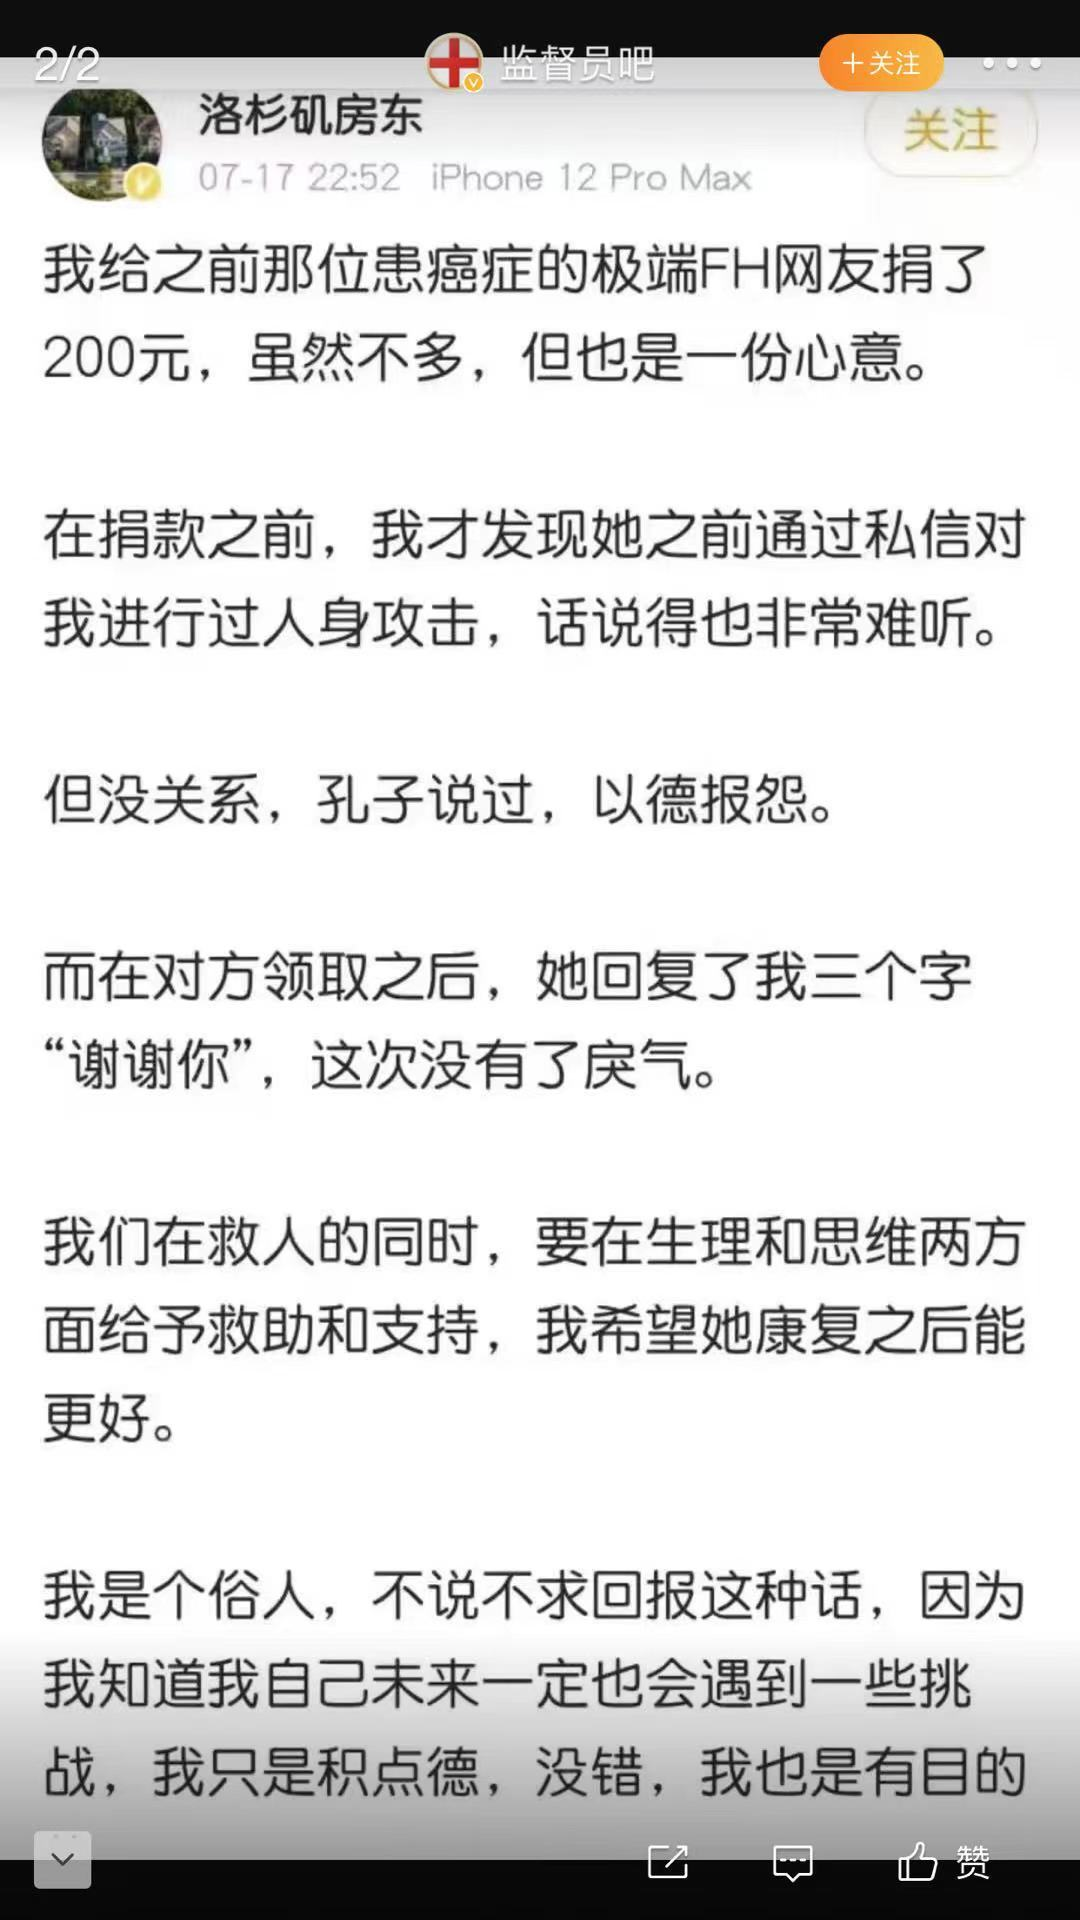 2/2
监督员吧
+关注
洛杉矶房东
关注
07-17 22:52 iPhone 12 Pro Max
我给之前那位患癌症的极端FH网友捐了
200元，虽然不多，但也是一份心意。
在捐款之前，我才发现她之前通过私信对
我进行过人身攻击，话说得也非常难听。
但没关系，孔子说过，以德报怨。
而在对方领取之后，她回复了我三个字
“谢谢你”，这次没有了戾气。
我们在救人的同时，要在生理和思维两方
面给予救助和支持，我希望她康复之后能
更好。
我是个俗人，不说不求回报这种话，因为
我知道我自己未来一定也会遇到一些挑
战，我只是积点德，没错，我也是有目的
赞